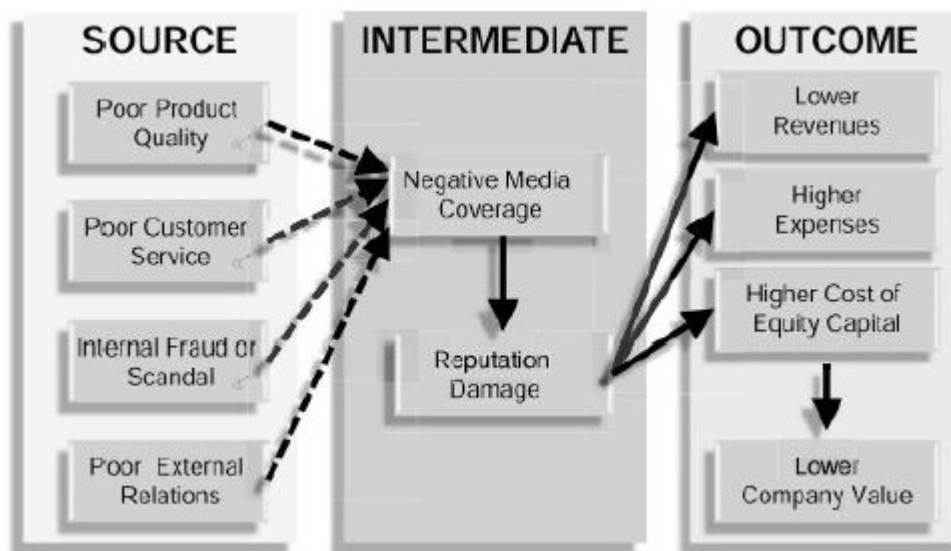 SOURCE
Poor Product
Quality
Poor Customer
Service
Internal Fraud or
Scandal
Poor External
Relations
INTERMEDIATE
Negative Media
Coverage
Reputation
Damage
OUTCOME
Lower
Revenues
Higher
Expenses
Higher Cost of
Equity Capital
Lower
Company Value